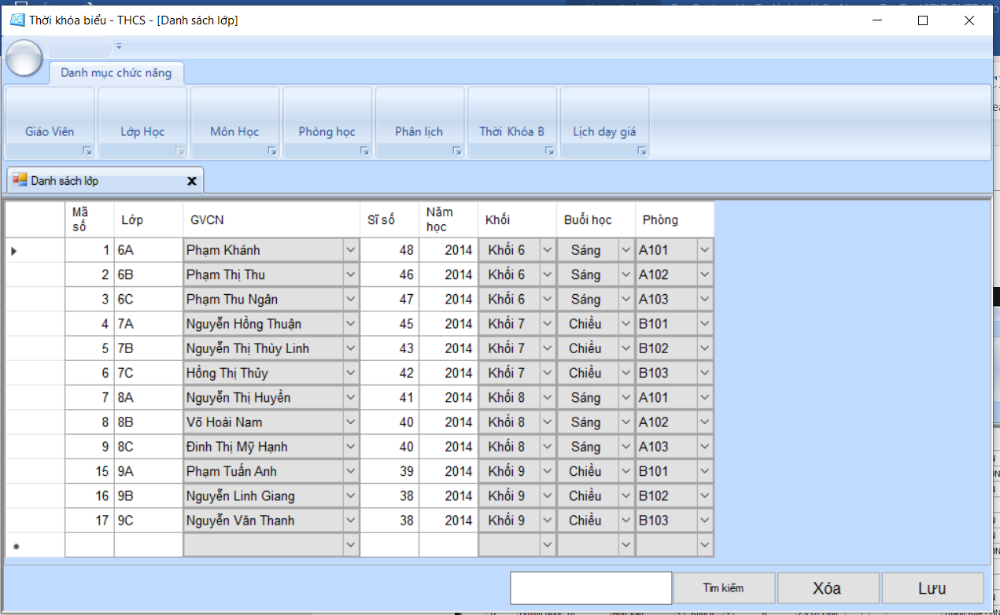 Thời khóa biểu - THCS - [Danh sách lớp]
Danh mục chức năng
Giáo Viên Lớp Học Môn Học Phòng học Phân lịch Thời Khóa B Lịch dạy giá
Danh sách lớp
Mã số Lớp GVCN Sĩ số Năm học Khối Buổi học Phòng
1 6A Phạm Khánh 48 2014 Khối 6 Sáng A101
2 6B Phạm Thị Thu 46 2014 Khối 6 Sáng A102
3 6C Phạm Thu Ngân 47 2014 Khối 6 Sáng A103
4 7A Nguyễn Hồng Thuận 45 2014 Khối 7 Chiều B101
5 7B Nguyễn Thị Thùy Linh 43 2014 Khối 7 Chiều B102
6 7C Hồng Thị Thủy 42 2014 Khối 7 Chiều B103
7 8A Nguyễn Thị Huyền 41 2014 Khối 8 Sáng A101
8 8B Võ Hoài Nam 40 2014 Khối 8 Sáng A102
9 8C Đinh Thị Mỹ Hạnh 40 2014 Khối 8 Sáng A103
15 9A Phạm Tuấn Anh 39 2014 Khối 9 Chiều B101
16 9B Nguyễn Linh Giang 38 2014 Khối 9 Chiều B102
17 9C Nguyễn Văn Thanh 38 2014 Khối 9 Chiều B103
Tìm kiếm Xóa Lưu